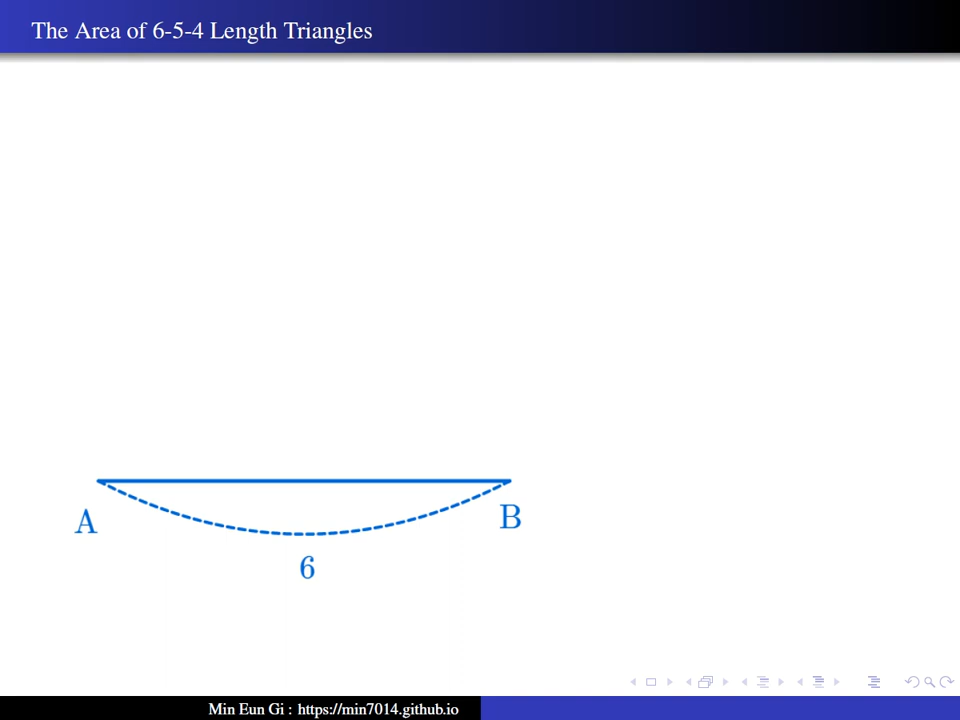 The Area of 6-5-4 Length Triangles
A
B
6
Min Eun Gi : https://min7014.github.io